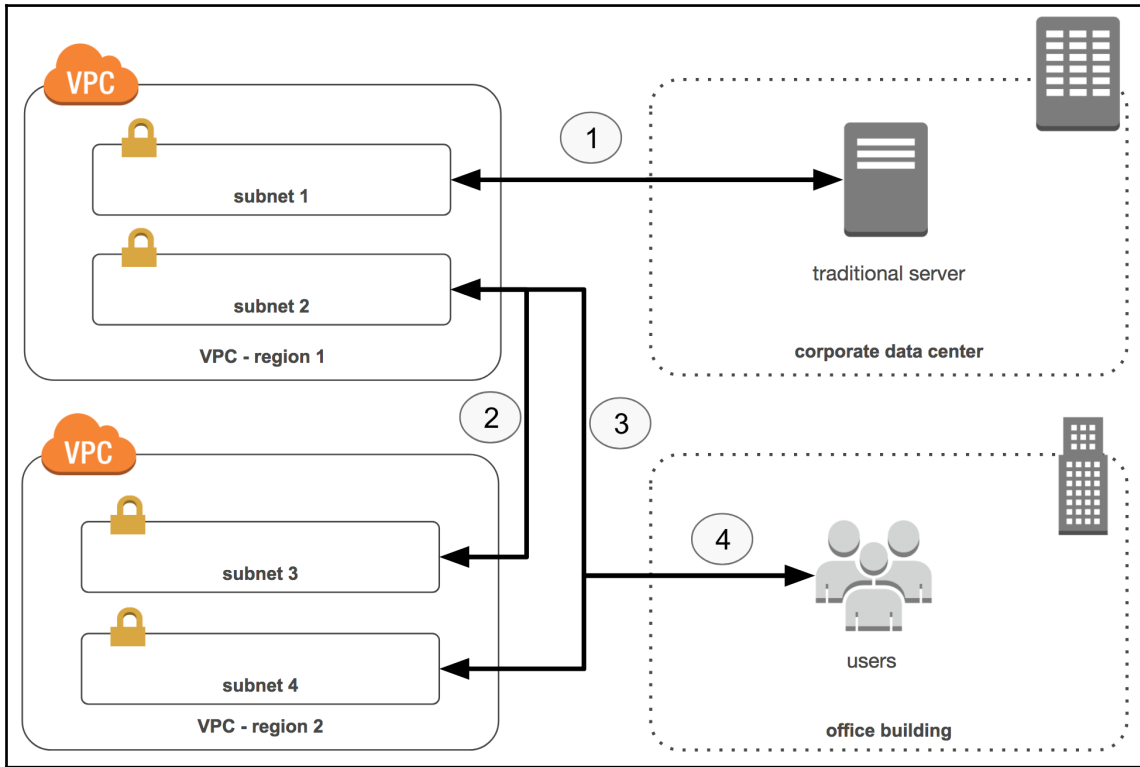 VPC
subnet 1
subnet 2
VPC - region 1
1
traditional server
corporate data center
2
3
VPC
subnet 3
subnet 4
VPC - region 2
4
users
office building